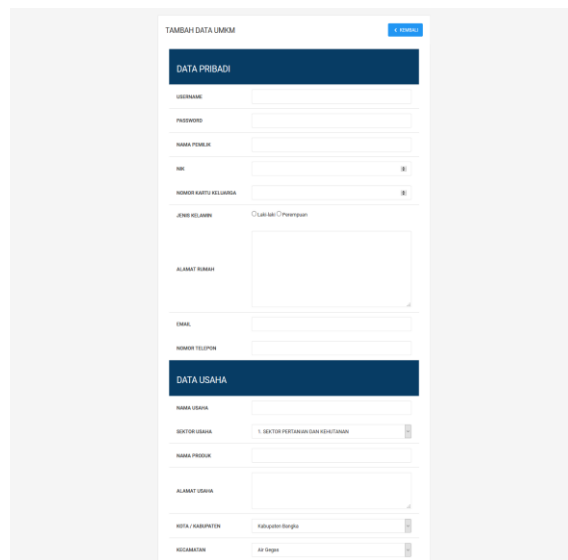 TAMBAH DATA UMKM
KEMBALI
DATA PRIBADI
USERNAME
PASSWORD
NAMA PEMILIK
NIK
NOMOR KARTU KELUARGA
JENIS KELAMIN Laki-laki Perempuan
ALAMAT RUMAH
EMAIL
NOMOR TELEPON
DATA USAHA
NAMA USAHA
SEKTOR USAHA 1. SEKTOR PERTANIAN DAN KEHUTANAN
NAMA PRODUK
ALAMAT USAHA
KOTA / KABUPATEN Kabupaten Bangka
KECAMATAN Air Gegas